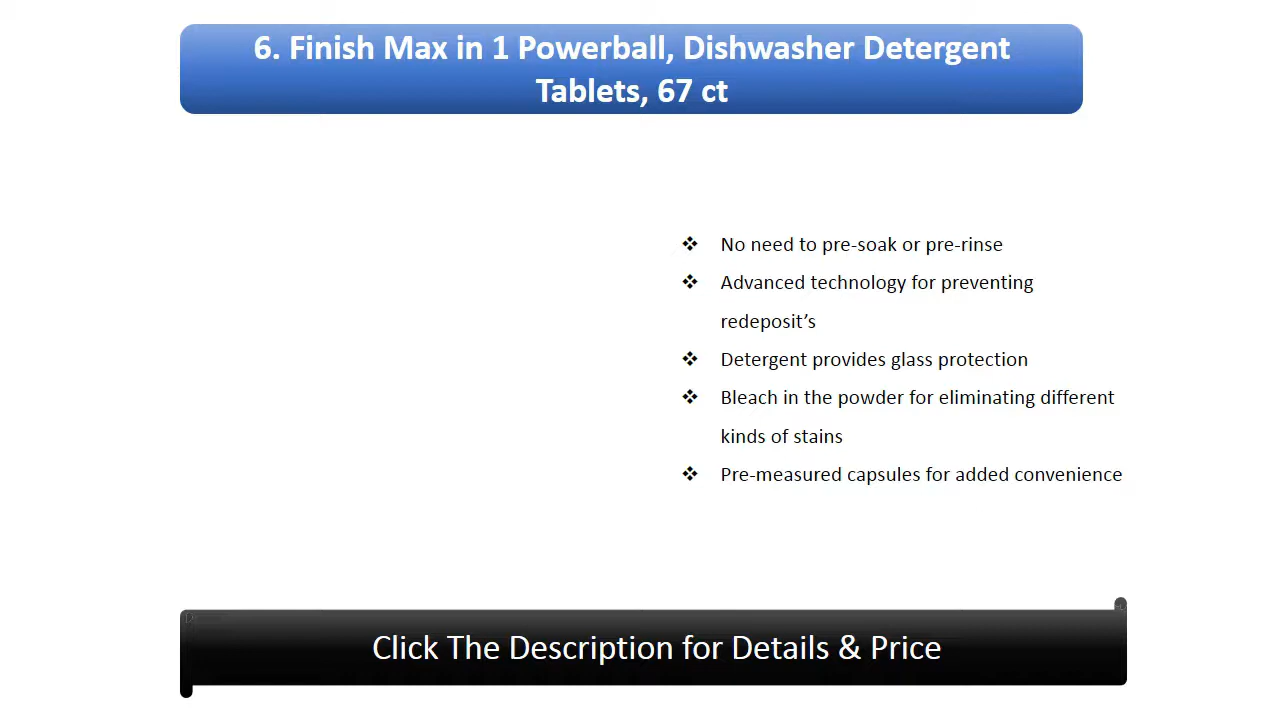 6. Finish Max in 1 Powerball, Dishwasher Detergent
Tablets, 67 ct
❖ No need to pre-soak or pre-rinse
❖ Advanced technology for preventing
redeposit’s
❖ Detergent provides glass protection
❖ Bleach in the powder for eliminating different
kinds of stains
❖ Pre-measured capsules for added convenience
Click The Description for Details & Price